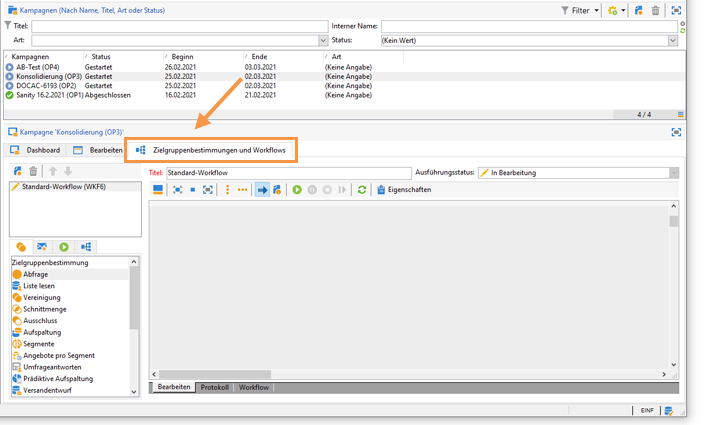 Kampagnen (Nach Name, Titel, Art oder Status)
Filter
Titel:
Interner Name:
Art:
Status:
(Kein Wert)
Kampagnen Status Beginn Ende Art
AB-Test (OP4) Gestartet 26.02.2021 03.03.2021 (Keine Angabe)
Konsolidierung (OP3) Gestartet 25.02.2021 02.03.2021 (Keine Angabe)
DOCAC-6193 (OP2) Gestartet 25.02.2021 02.03.2021 (Keine Angabe)
Sanity 16.2.2021 (OP1) Abgeschlossen 16.02.2021 21.02.2021 (Keine Angabe)
4 / 4
Kampagne 'Konsolidierung (OP3)'
Dashboard
Bearbeiten
Zielgruppenbestimmungen und Workflows
Titel: Standard-Workflow
Ausführungsstatus: In Bearbeitung
Standard-Workflow (WKF6)
Eigenschaften
Zielgruppenbestimmung
Abfrage
Liste lesen
Vereinigung
Schnittmenge
Ausschluss
Aufspaltung
Segmente
Angebote pro Segment
Umfrageantworten
Prädiktive Aufspaltung
Versandentwurf
Bearbeiten Protokoll Workflow
EINF